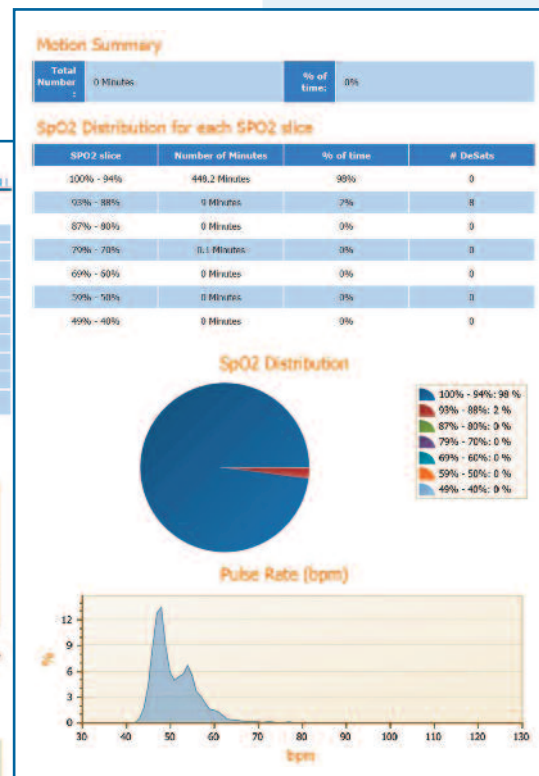 Motion Summary
Total Number : 0 Minutes % of time: 0%
SpO2 Distribution for each SPO2 slice
SPO2 slice Number of Minutes % of time # DeSats
100% - 94% 448.2 Minutes 98% 0
93% - 88% 9 Minutes 2% 8
87% - 80% 0 Minutes 0% 0
79% - 70% 0.1 Minutes 0% 0
69% - 60% 0 Minutes 0% 0
59% - 50% 0 Minutes 0% 0
49% - 40% 0 Minutes 0% 0
SpO2 Distribution
100% - 94%: 98 %
93% - 88%: 2 %
87% - 80%: 0 %
79% - 70%: 0 %
69% - 60%: 0 %
59% - 50%: 0 %
49% - 40%: 0 %
Pulse Rate (bpm)
12
9
6
3
0
%
30 40 50 60 70 80 90 100 110 120 130
bpm